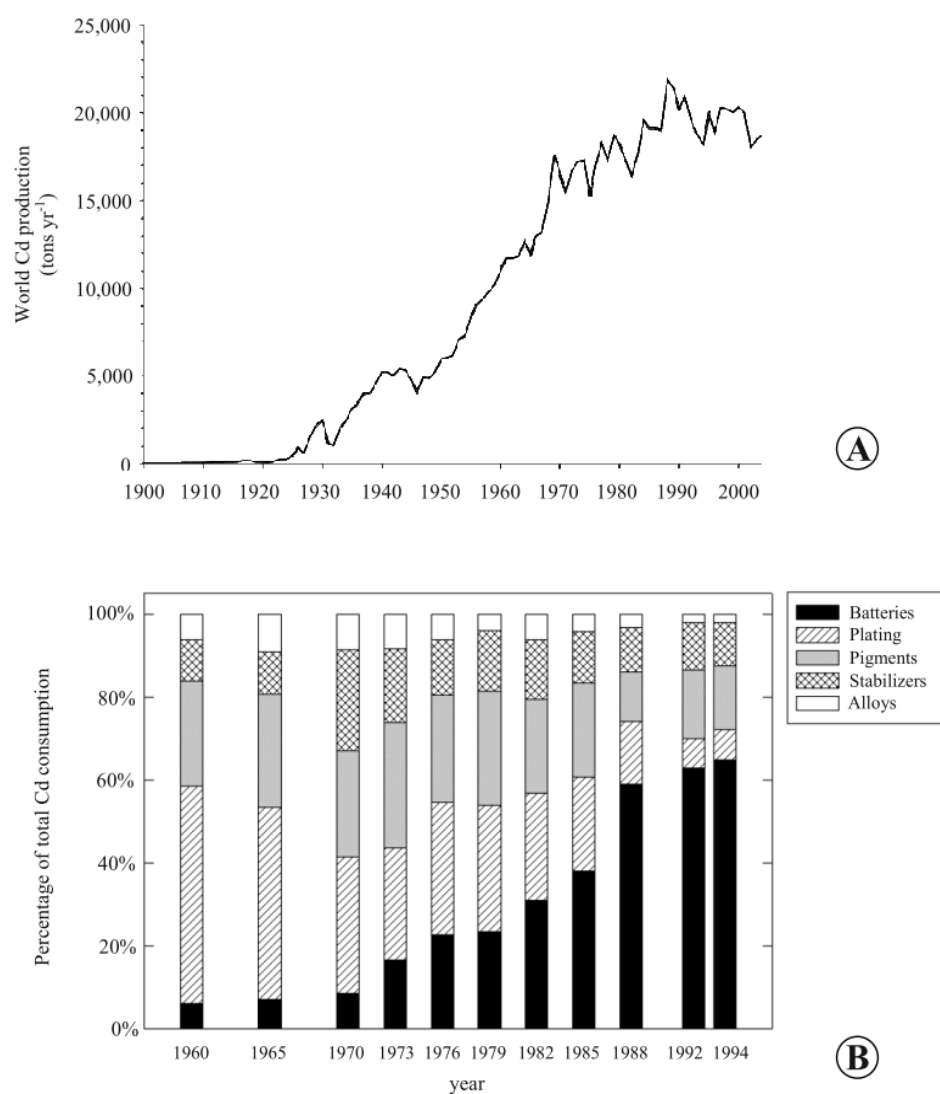 25,000
20,000
15,000
10,000
5,000
0
World Cd production
(tons yr⁻¹)
1900 1910 1920 1930 1940 1950 1960 1970 1980 1990 2000
A
100%
80%
60%
40%
20%
0%
Percentage of total Cd consumption
Batteries
Plating
Pigments
Stabilizers
Alloys
1960 1965 1970 1973 1976 1979 1982 1985 1988 1992 1994
year
B